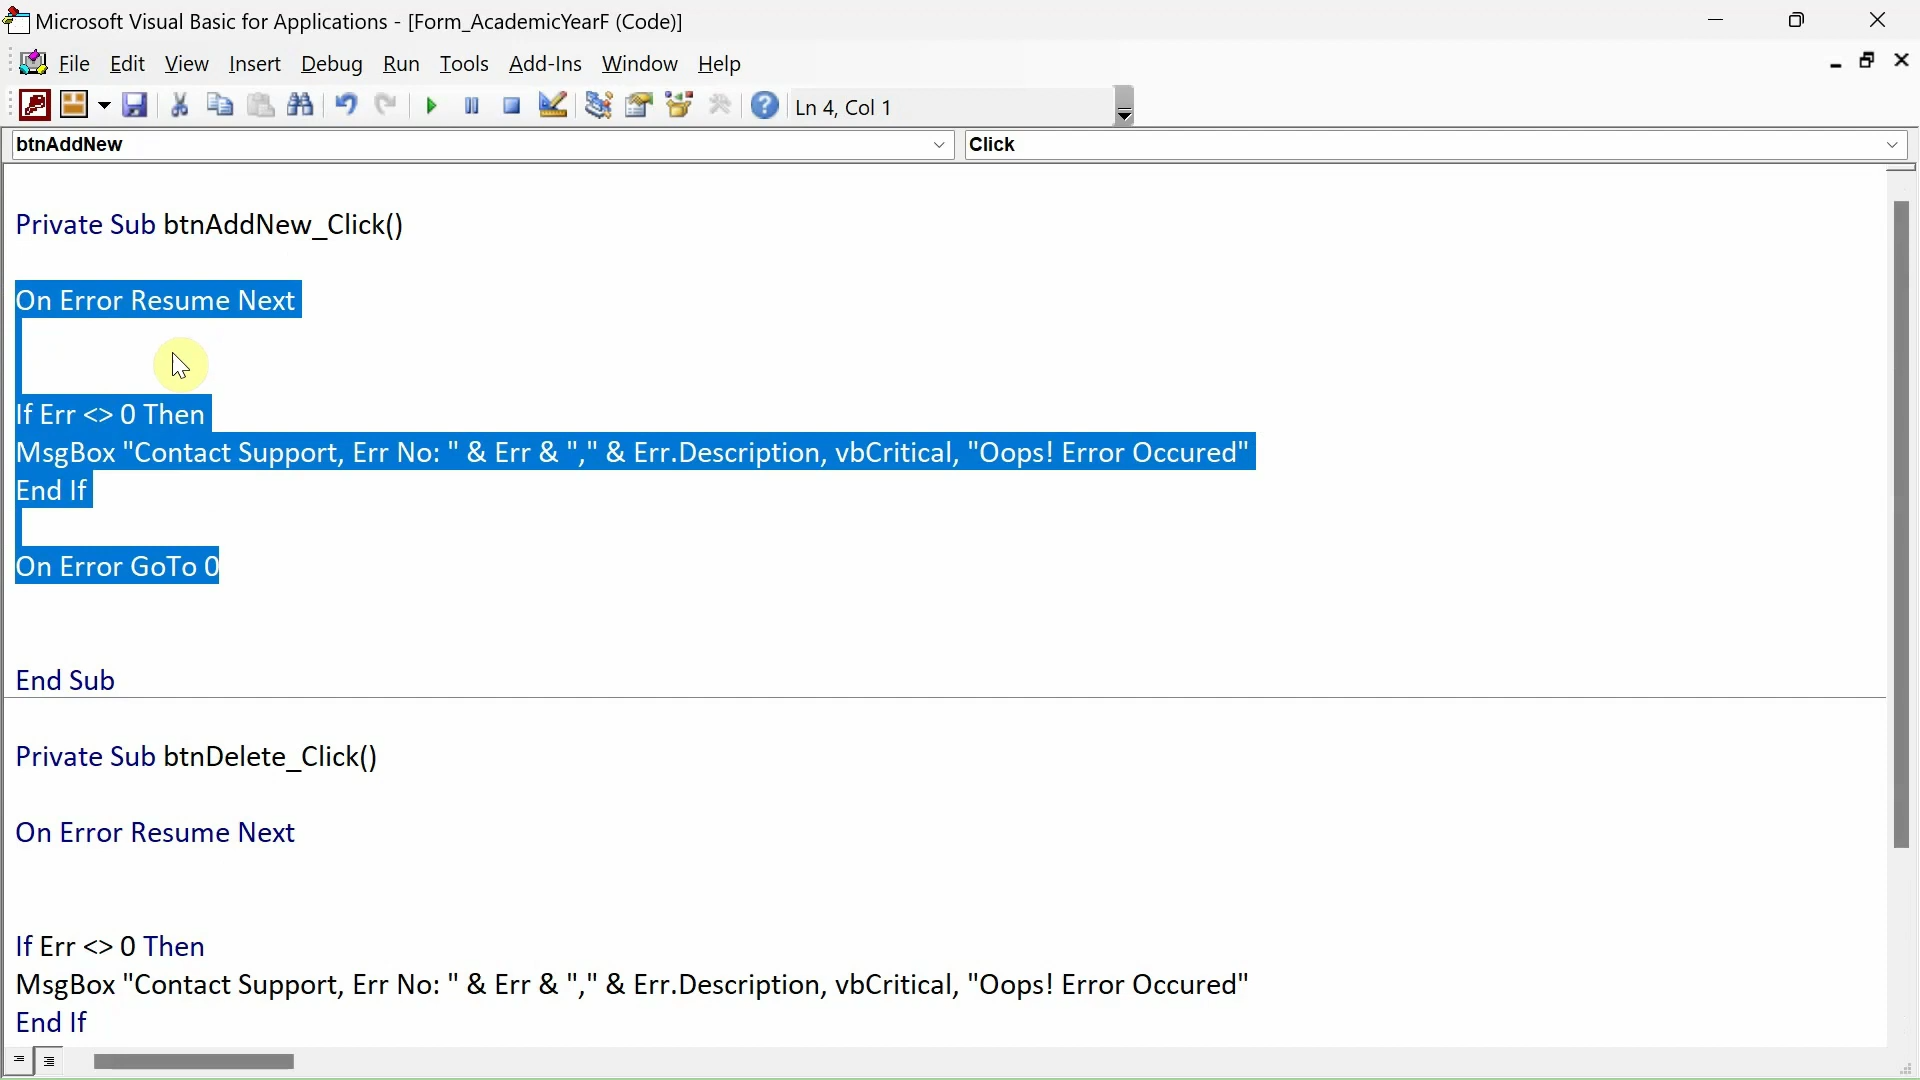 Microsoft Visual Basic for Applications - [Form_AcademicYearF (Code)]
File Edit View Insert Debug Run Tools Add-Ins Window Help
Ln 4, Col 1
btnAddNew Click
Private Sub btnAddNew_Click()
On Error Resume Next
If Err <> 0 Then
MsgBox "Contact Support, Err No: " & Err & "," & Err.Description, vbCritical, "Oops! Error Occured"
End If
On Error GoTo 0
End Sub
Private Sub btnDelete_Click()
On Error Resume Next
If Err <> 0 Then
MsgBox "Contact Support, Err No: " & Err & "," & Err.Description, vbCritical, "Oops! Error Occured"
End If